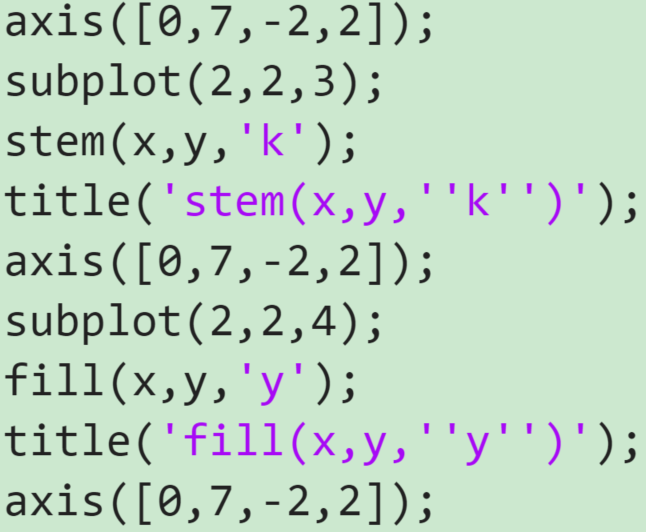 axis([0,7,-2,2]);
subplot(2,2,3);
stem(x,y,'k');
title('stem(x,y,''k'')');
axis([0,7,-2,2]);
subplot(2,2,4);
fill(x,y,'y');
title('fill(x,y,''y'')');
axis([0,7,-2,2]);